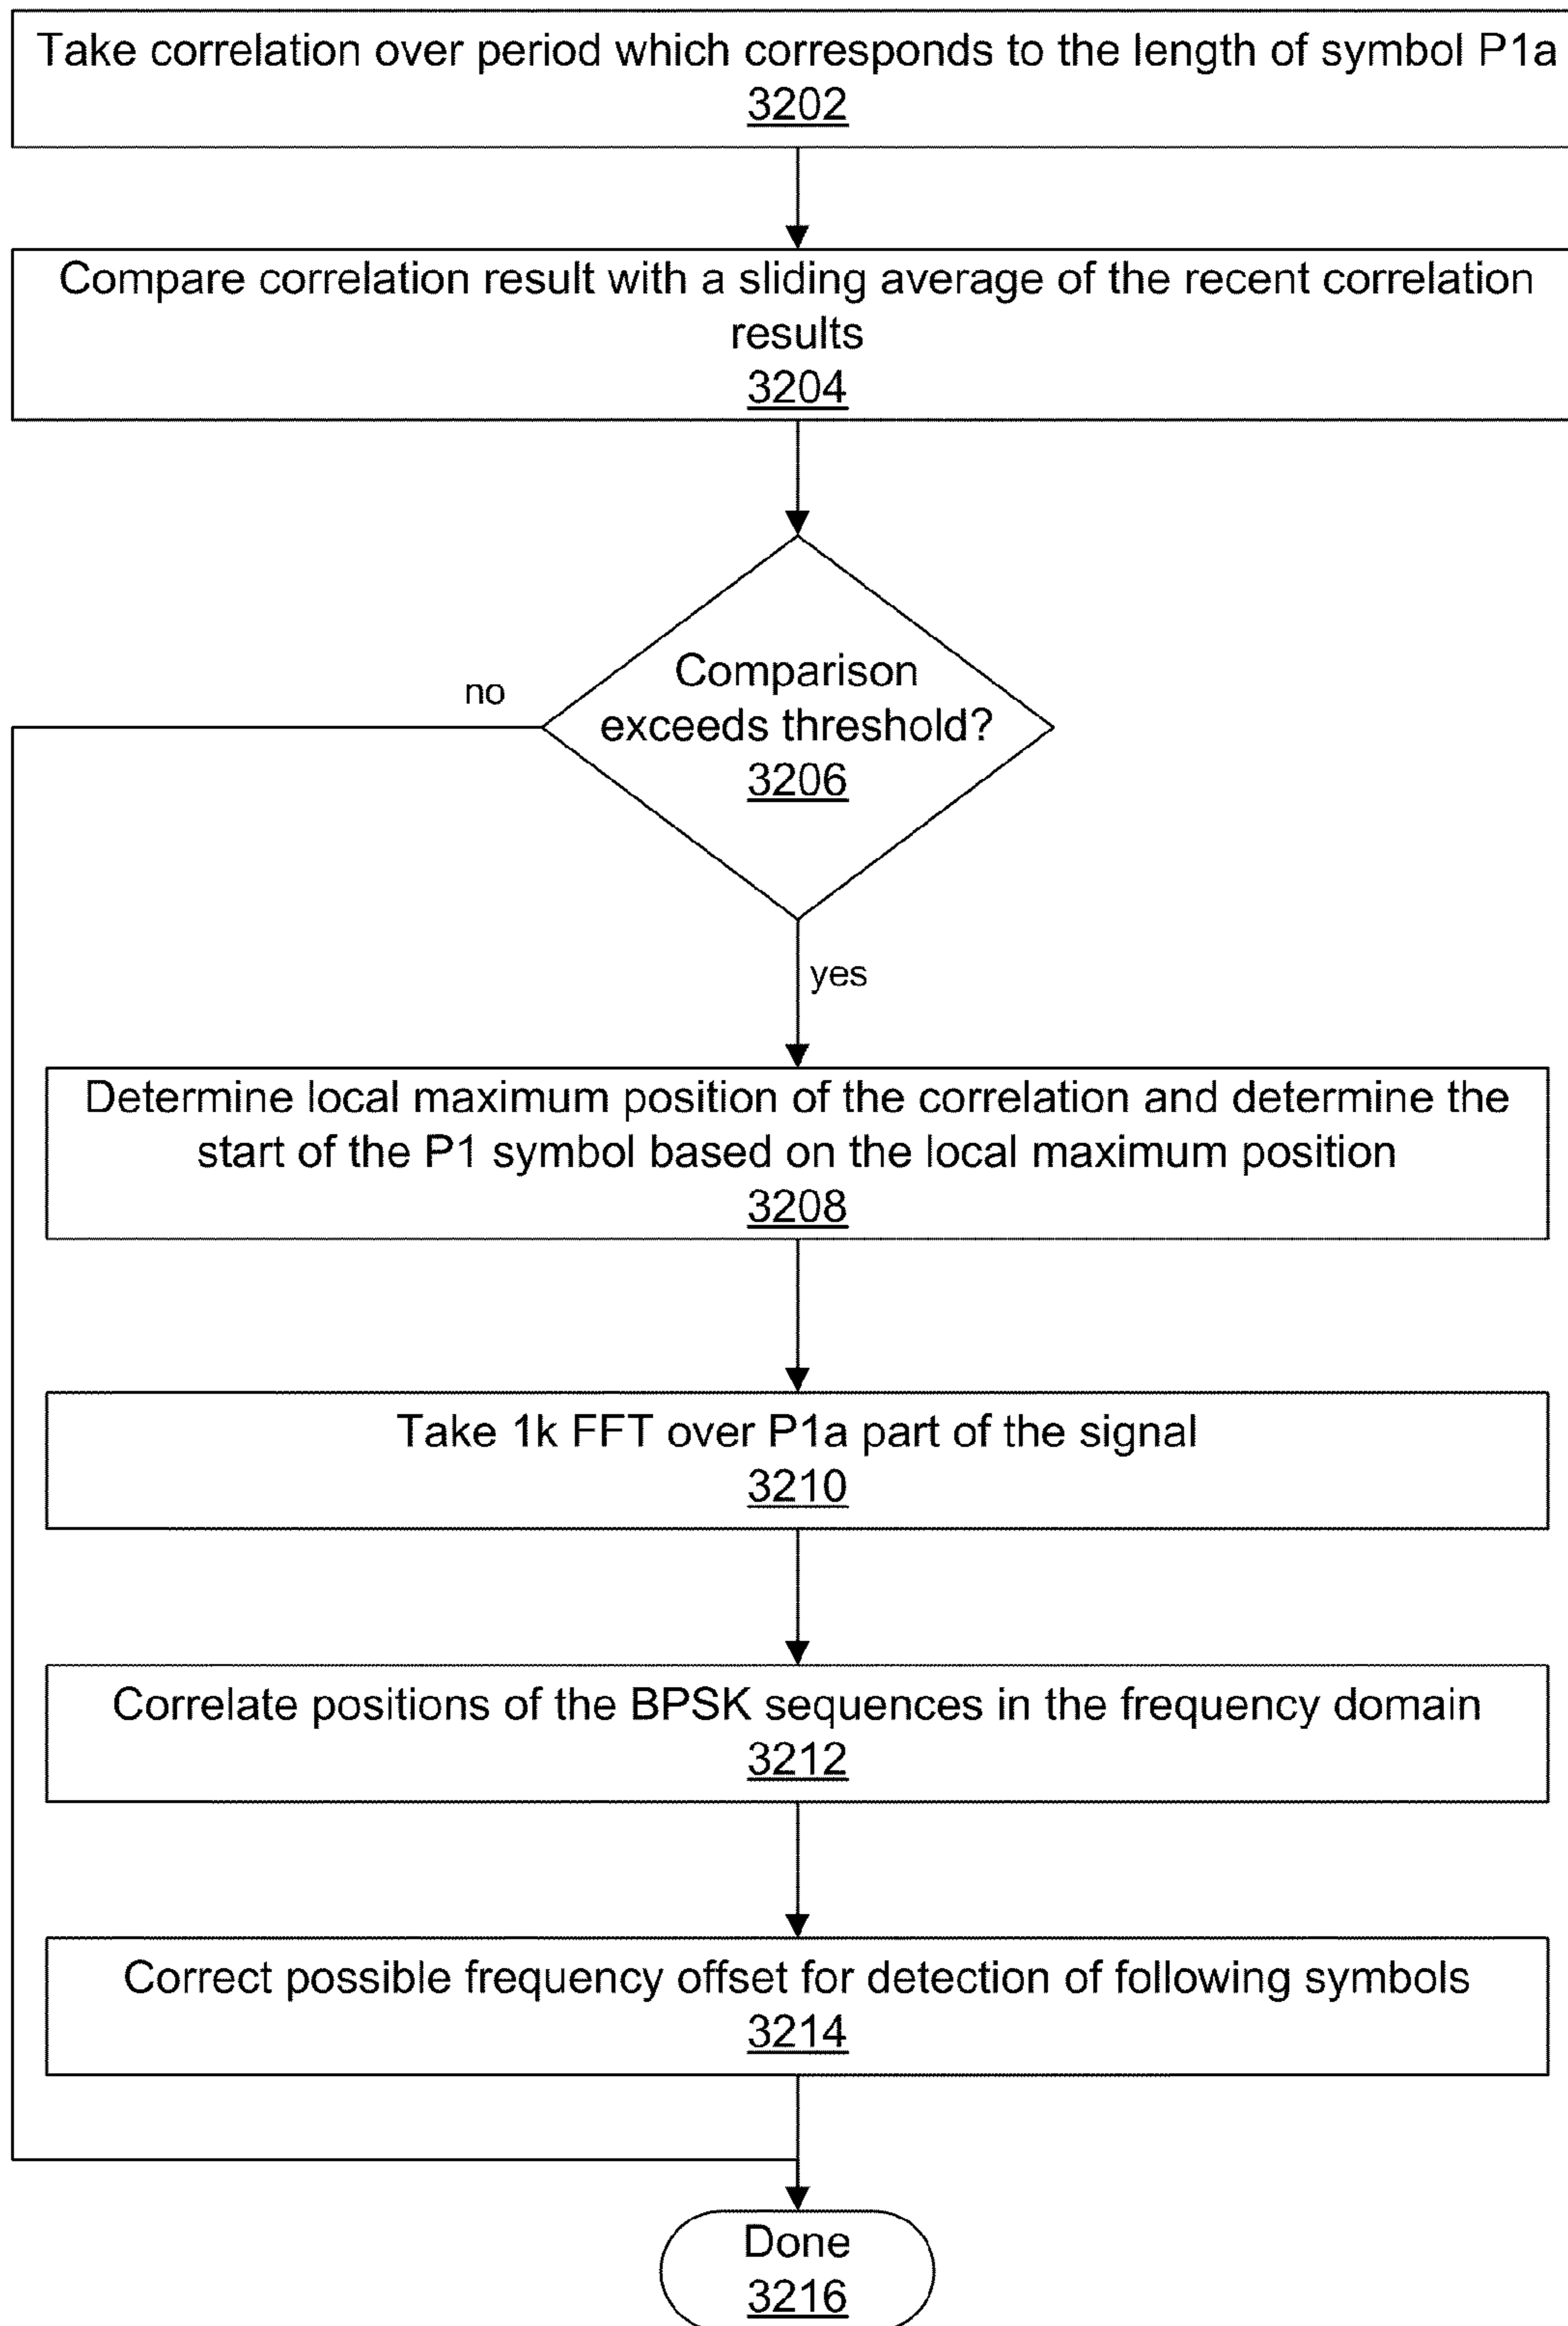 Take correlation over period which corresponds to the length of symbol P1a
3202
Compare correlation result with a sliding average of the recent correlation
results
3204
Comparison
exceeds threshold?
3206
no
yes
Determine local maximum position of the correlation and determine the
start of the P1 symbol based on the local maximum position
3208
Take 1k FFT over P1a part of the signal
3210
Correlate positions of the BPSK sequences in the frequency domain
3212
Correct possible frequency offset for detection of following symbols
3214
Done
3216